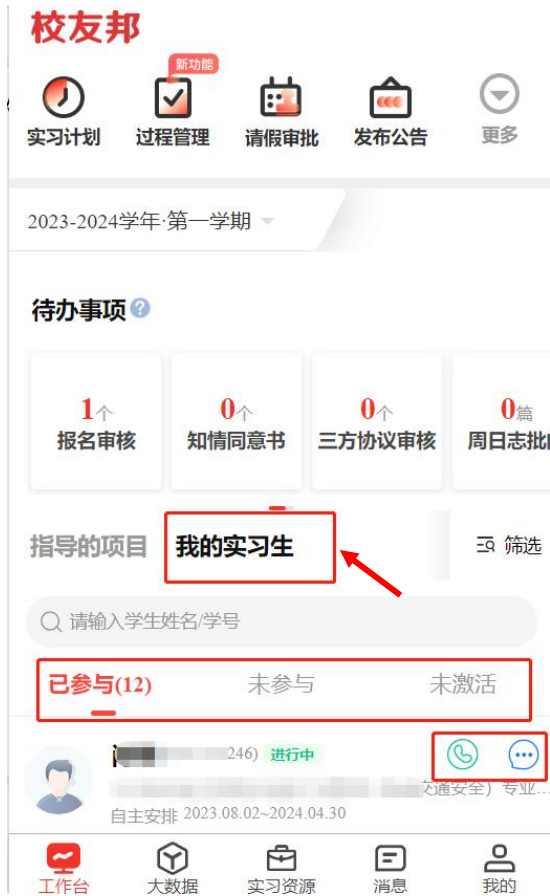 校友邦
新功能
实习计划 过程管理 请假审批 发布公告 更多
2023-2024学年·第一学期
待办事项 ?
1个 0个 0个 0篇
报名审核 知情同意书 三方协议审核 周日志批
指导的项目 我的实习生 筛选
请输入学生姓名/学号
已参与(12) 未参与 未激活
246) 进行中
交通安全) 专业...
自主安排 2023.08.02~2024.04.30
工作台 大数据 实习资源 消息 我的